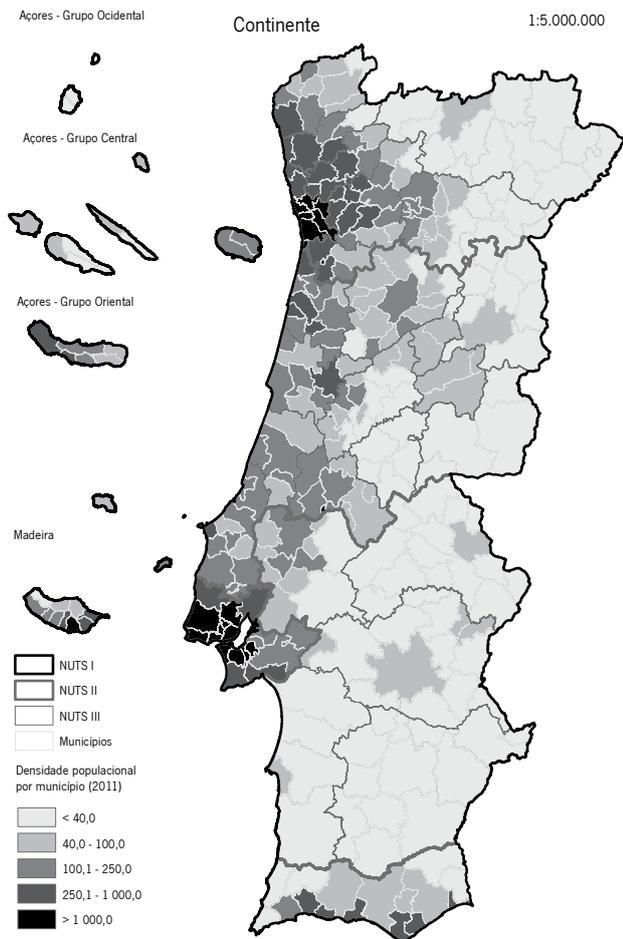 Açores - Grupo Ocidental
Continente
1:5.000.000
Açores - Grupo Central
Açores - Grupo Oriental
Madeira
NUTS I
NUTS II
NUTS III
Municípios
Densidade populacional
por município (2011)
< 40,0
40,0 - 100,0
100,1 - 250,0
250,1 - 1 000,0
> 1 000,0